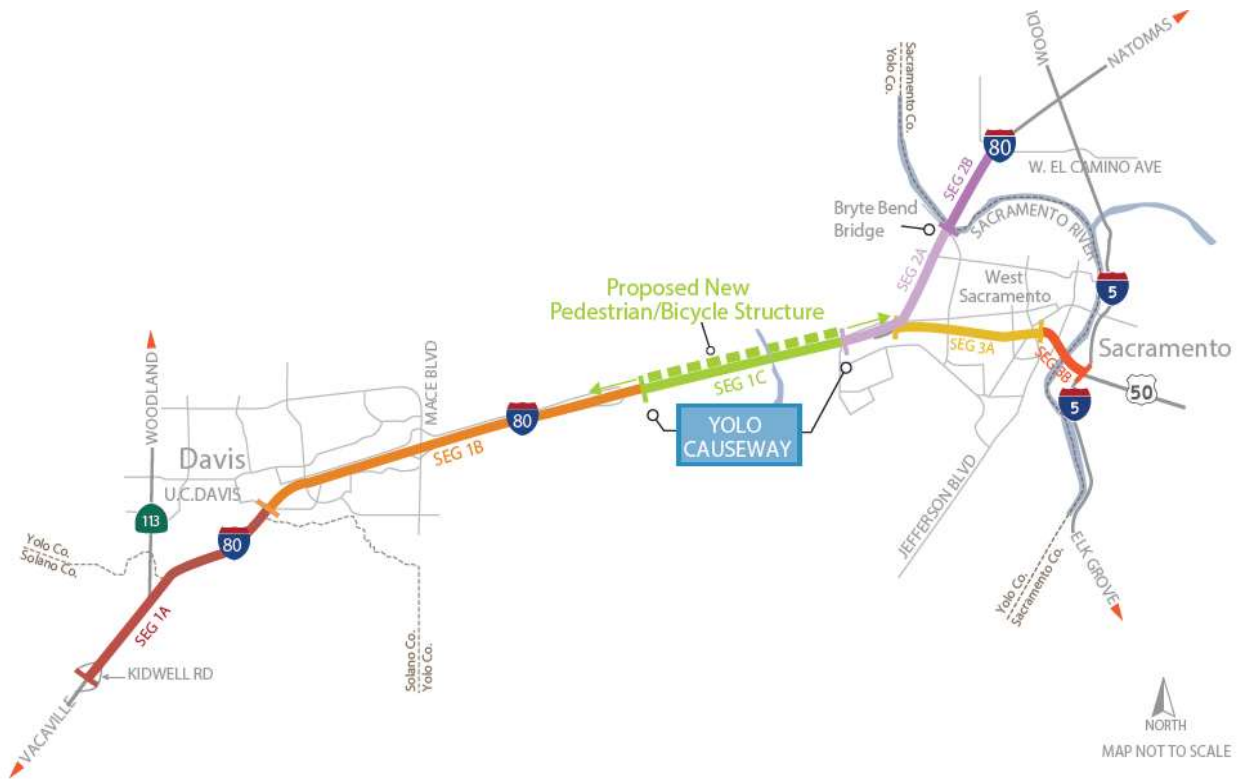 Sacramento Co.
Yolo Co.
WOODL
NATOMAS
80
W. EL CAMINO AVE
SEG 2B
Bryte Bend
Bridge
SACRAMENTO RIVER
SEG 2A
West
Sacramento
5
Proposed New
Pedestrian/Bicycle Structure
SEG 3A
SEG 3B
Sacramento
50
5
SEG 1C
YOLO
CAUSEWAY
WOODLAND
MACE BLVD
80
SEG 1B
Davis
U.C.DAVIS
113
80
Yolo Co.
Solano Co.
JEFFERSON BLVD
Yolo Co.
Sacramento Co.
ELK GROVE
SEG 1A
Solano Co.
Yolo Co.
KIDWELL RD
VACAVILLE
NORTH
MAP NOT TO SCALE